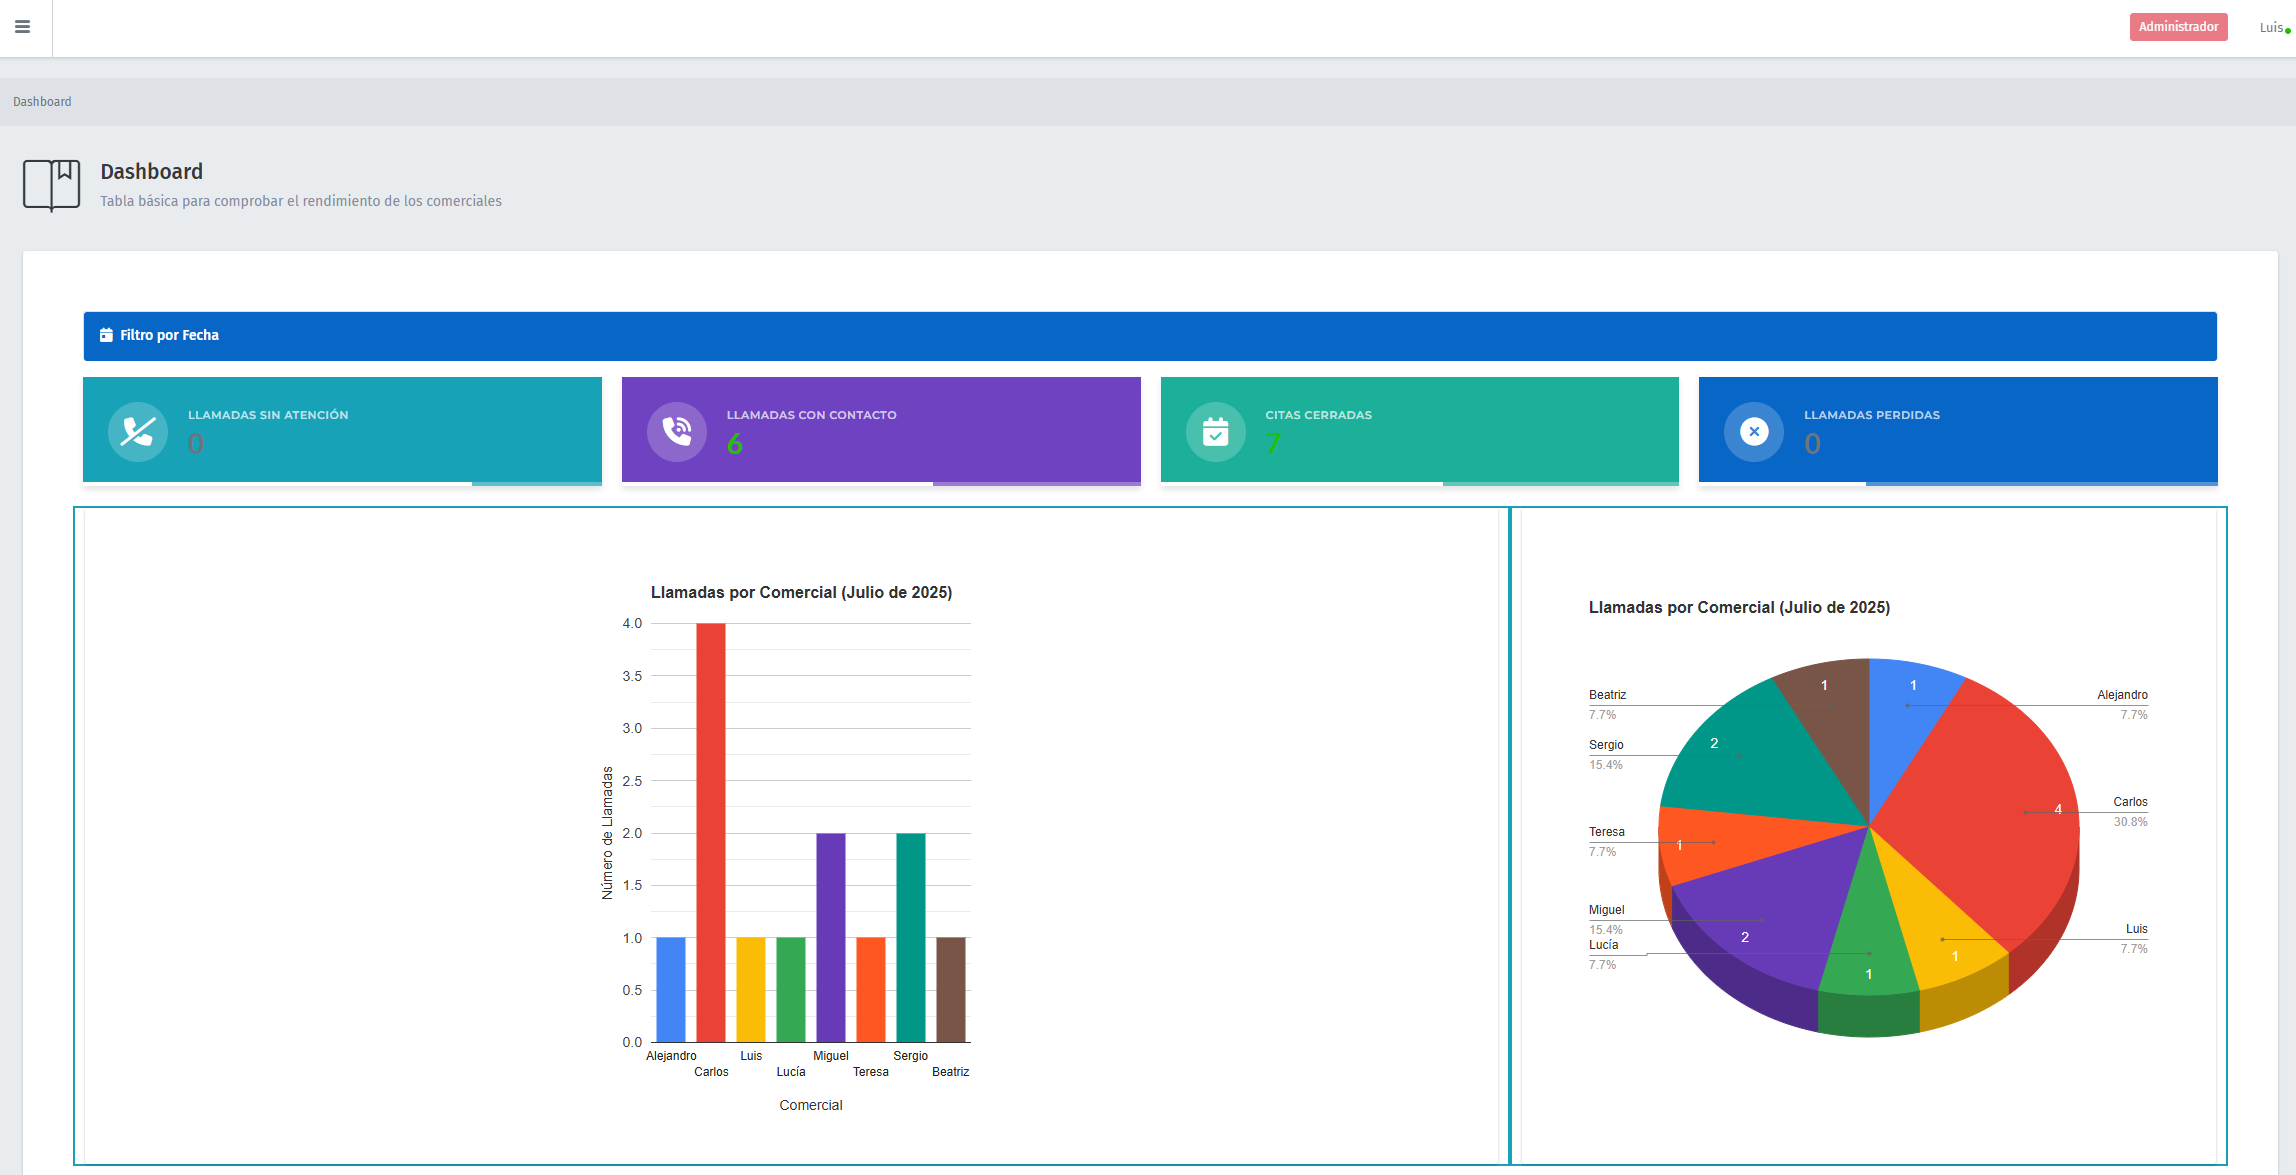 Administrador
Luis
Dashboard
Dashboard
Tabla básica para comprobar el rendimiento de los comerciales
Filtro por Fecha
LLAMADAS SIN ATENCIÓN
0
LLAMADAS CON CONTACTO
6
CITAS CERRADAS
7
LLAMADAS PERDIDAS
0
Llamadas por Comercial (Julio de 2025)
4.0
3.5
3.0
2.5
2.0
1.5
1.0
0.5
0.0
Número de Llamadas
Alejandro
Carlos
Luis
Lucía
Miguel
Teresa
Sergio
Beatriz
Comercial
Llamadas por Comercial (Julio de 2025)
Beatriz
7.7%
Sergio
15.4%
Teresa
7.7%
Miguel
15.4%
Lucía
7.7%
1
1
2
4
1
2
1
1
Alejandro
7.7%
Carlos
30.8%
Luis
7.7%